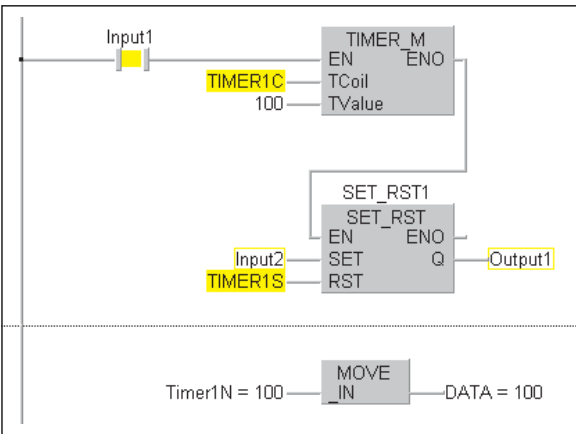 Input1
TIMER_M
EN ENO
TIMER1C TCoil
100 TValue
SET_RST1
SET_RST
EN ENO
Input2 SET Q Output1
TIMER1S RST
MOVE
Timer1N = 100 _IN DATA = 100